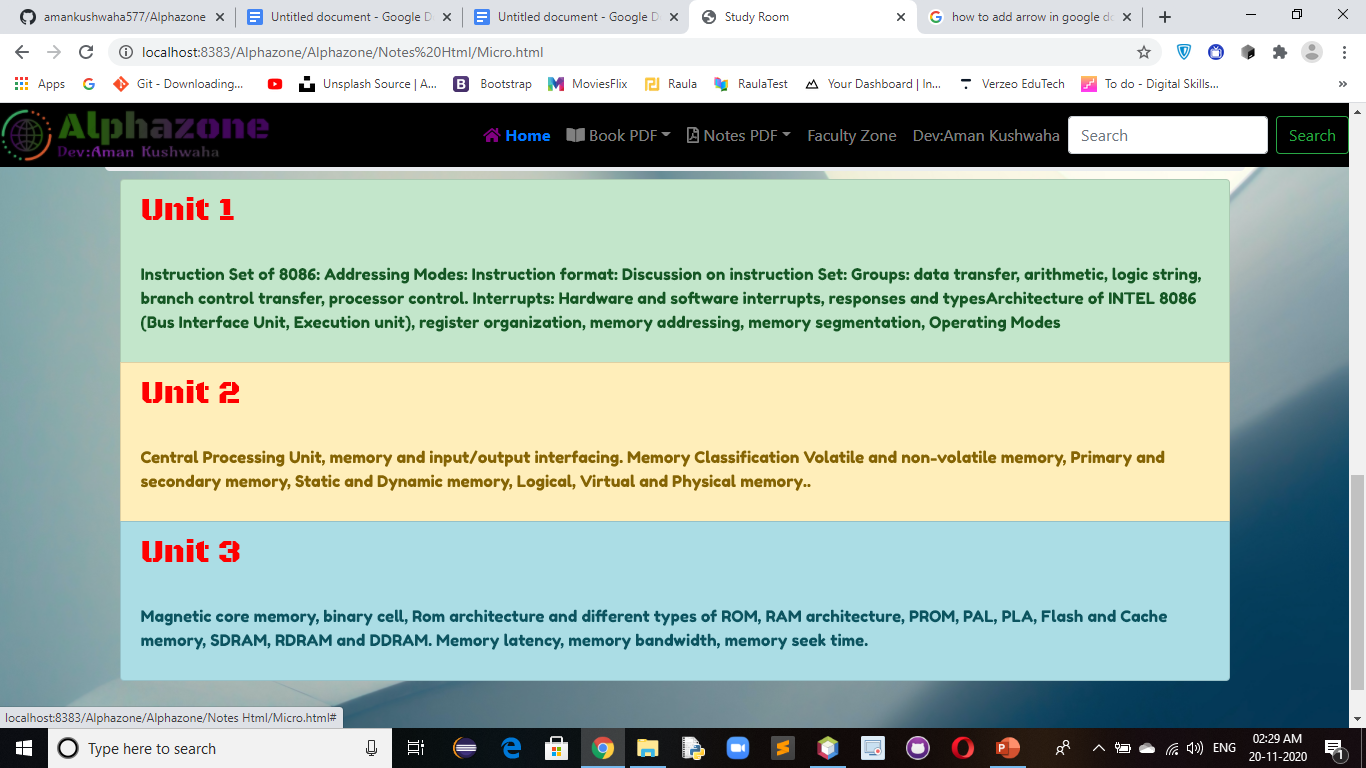 amankushwaha577/Alphazone
Untitled document - Google D
Untitled document - Google D
Study Room
how to add arrow in google do
localhost:8383/Alphazone/Alphazone/Notes%20Html/Micro.html
Apps
Git - Downloading...
Unsplash Source | A...
Bootstrap
MoviesFlix
Raula
RaulaTest
Your Dashboard | In...
Verzeo EduTech
To do - Digital Skills...
»
Alphazone
Dev:Aman Kushwaha
Home
Book PDF
Notes PDF
Faculty Zone
Dev:Aman Kushwaha
Search
Search
Unit 1
Instruction Set of 8086: Addressing Modes: Instruction format: Discussion on instruction Set: Groups: data transfer, arithmetic, logic string,
branch control transfer, processor control. Interrupts: Hardware and software interrupts, responses and typesArchitecture of INTEL 8086
(Bus Interface Unit, Execution unit), register organization, memory addressing, memory segmentation, Operating Modes
Unit 2
Central Processing Unit, memory and input/output interfacing. Memory Classification Volatile and non-volatile memory, Primary and
secondary memory, Static and Dynamic memory, Logical, Virtual and Physical memory..
Unit 3
Magnetic core memory, binary cell, Rom architecture and different types of ROM, RAM architecture, PROM, PAL, PLA, Flash and Cache
memory, SDRAM, RDRAM and DDRAM. Memory latency, memory bandwidth, memory seek time.
localhost:8383/Alphazone/Alphazone/Notes Html/Micro.html#
Type here to search
ENG
02:29 AM
20-11-2020
1